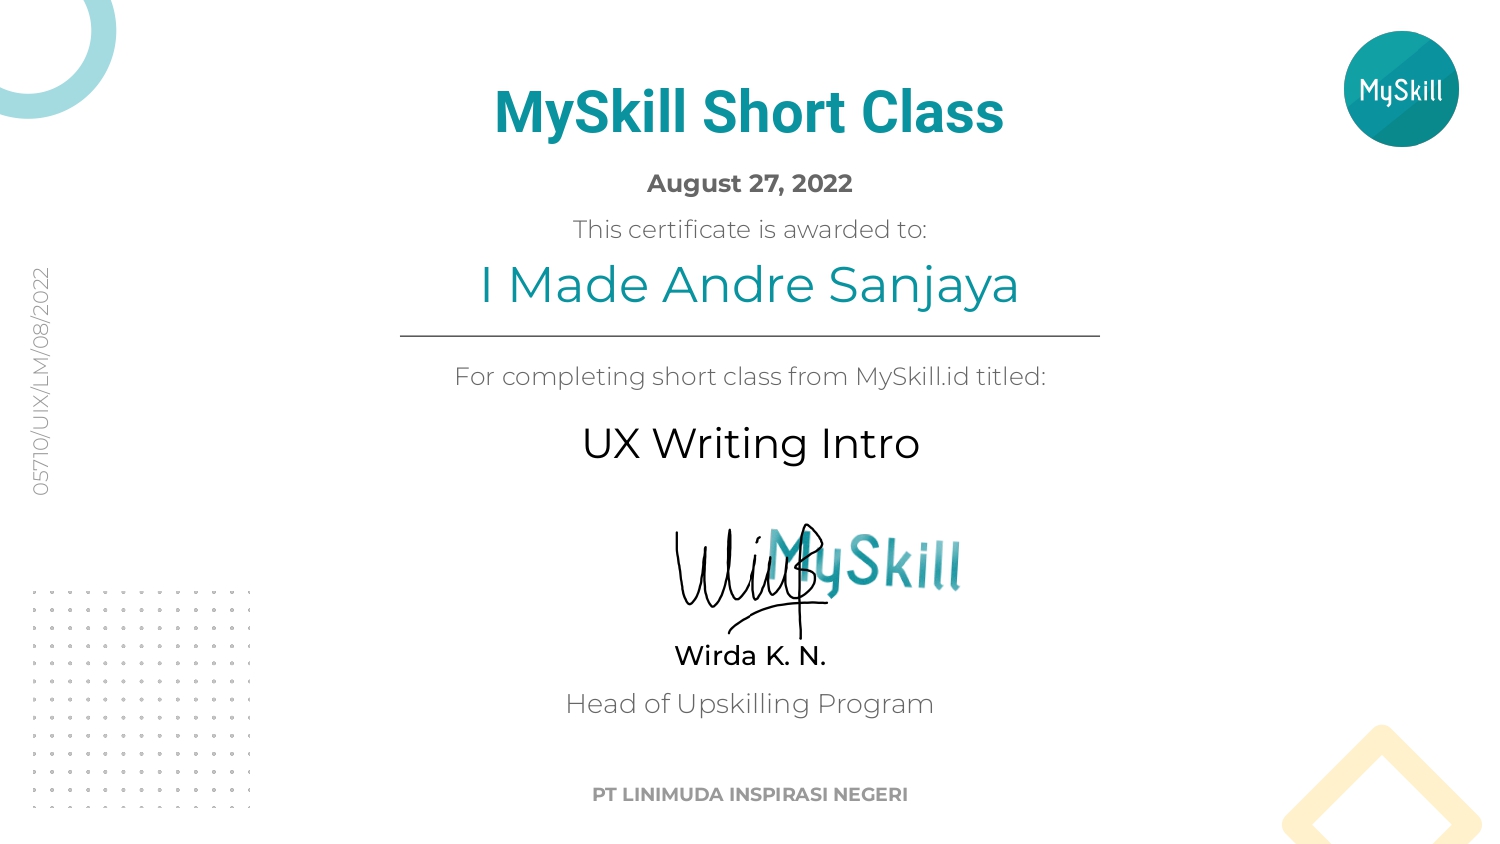 MySkill
MySkill Short Class
August 27, 2022
This certificate is awarded to:
I Made Andre Sanjaya
For completing short class from MySkill.id titled:
UX Writing Intro
MySkill
Wirda K. N.
Head of Upskilling Program
PT LINIMUDA INSPIRASI NEGERI
05710/UIX/LM/08/2022